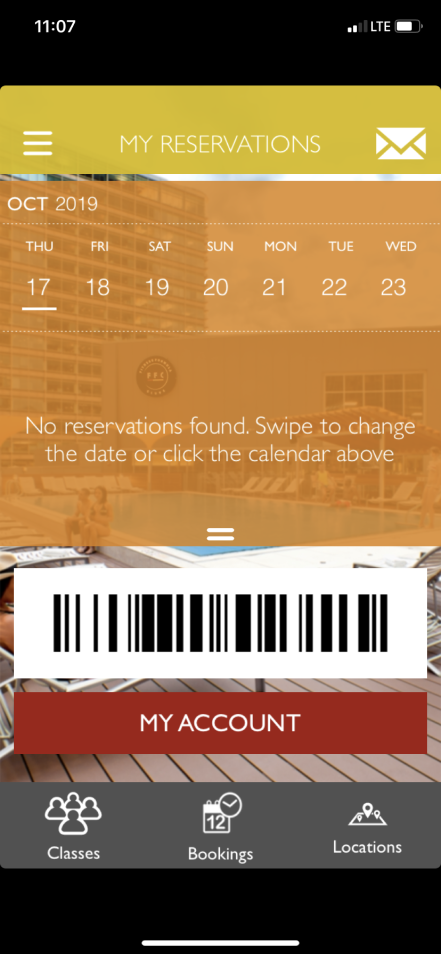 11:07
LTE
MY RESERVATIONS
OCT 2019
THU FRI SAT SUN MON TUE WED
17 18 19 20 21 22 23
No reservations found. Swipe to change
the date or click the calendar above
MY ACCOUNT
12
Classes Bookings Locations